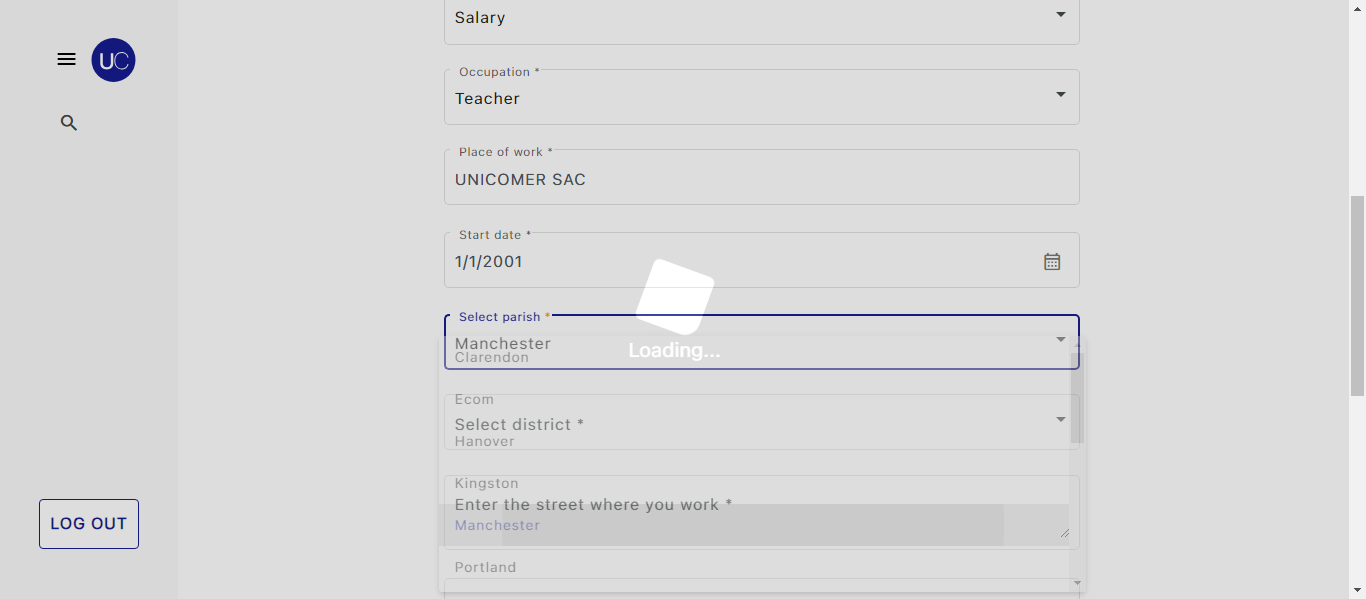 Salary
UC
Occupation *
Teacher
Place of work *
UNICOMER SAC
Start date *
1/1/2001
Select parish *
Manchester
Loading...
Clarendon
Ecom
Select district *
Hanover
Kingston
Enter the street where you work *
Manchester
LOG OUT
Portland